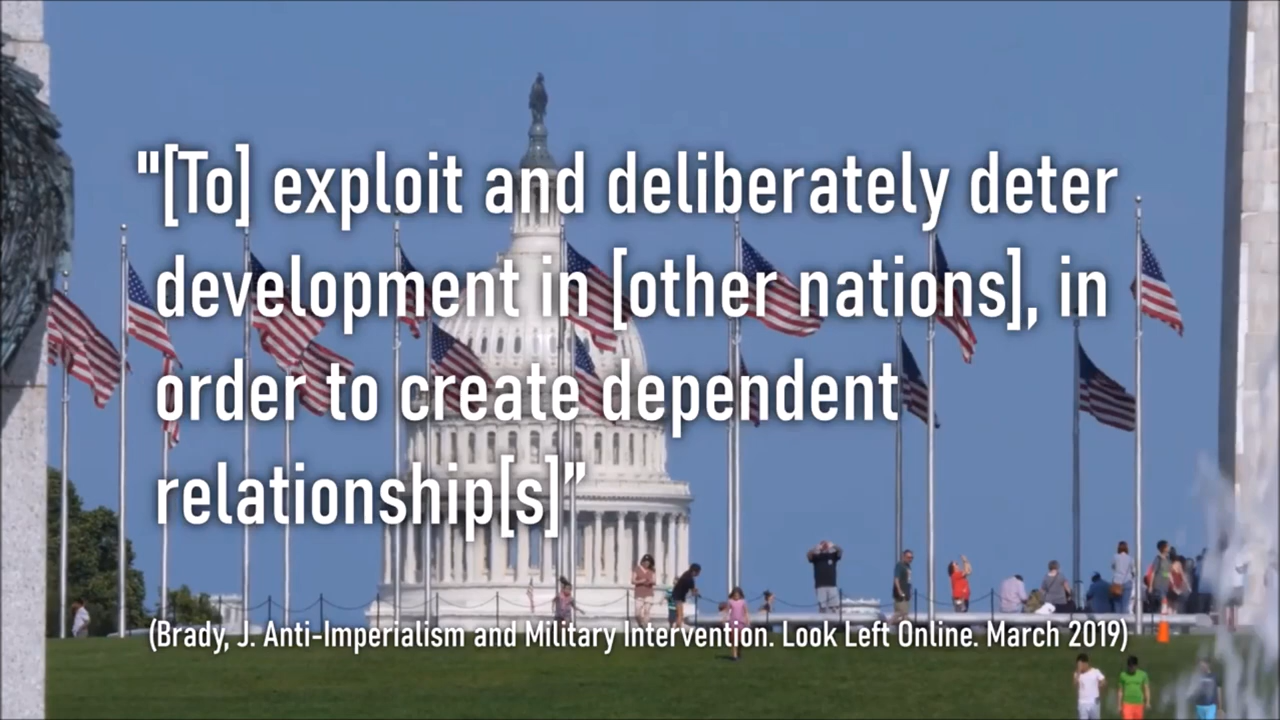 "[To] exploit and deliberately deter
development in [other nations], in
order to create dependent
relationship[s]”
(Brady, J. Anti-Imperialism and Military Intervention. Look Left Online. March 2019)